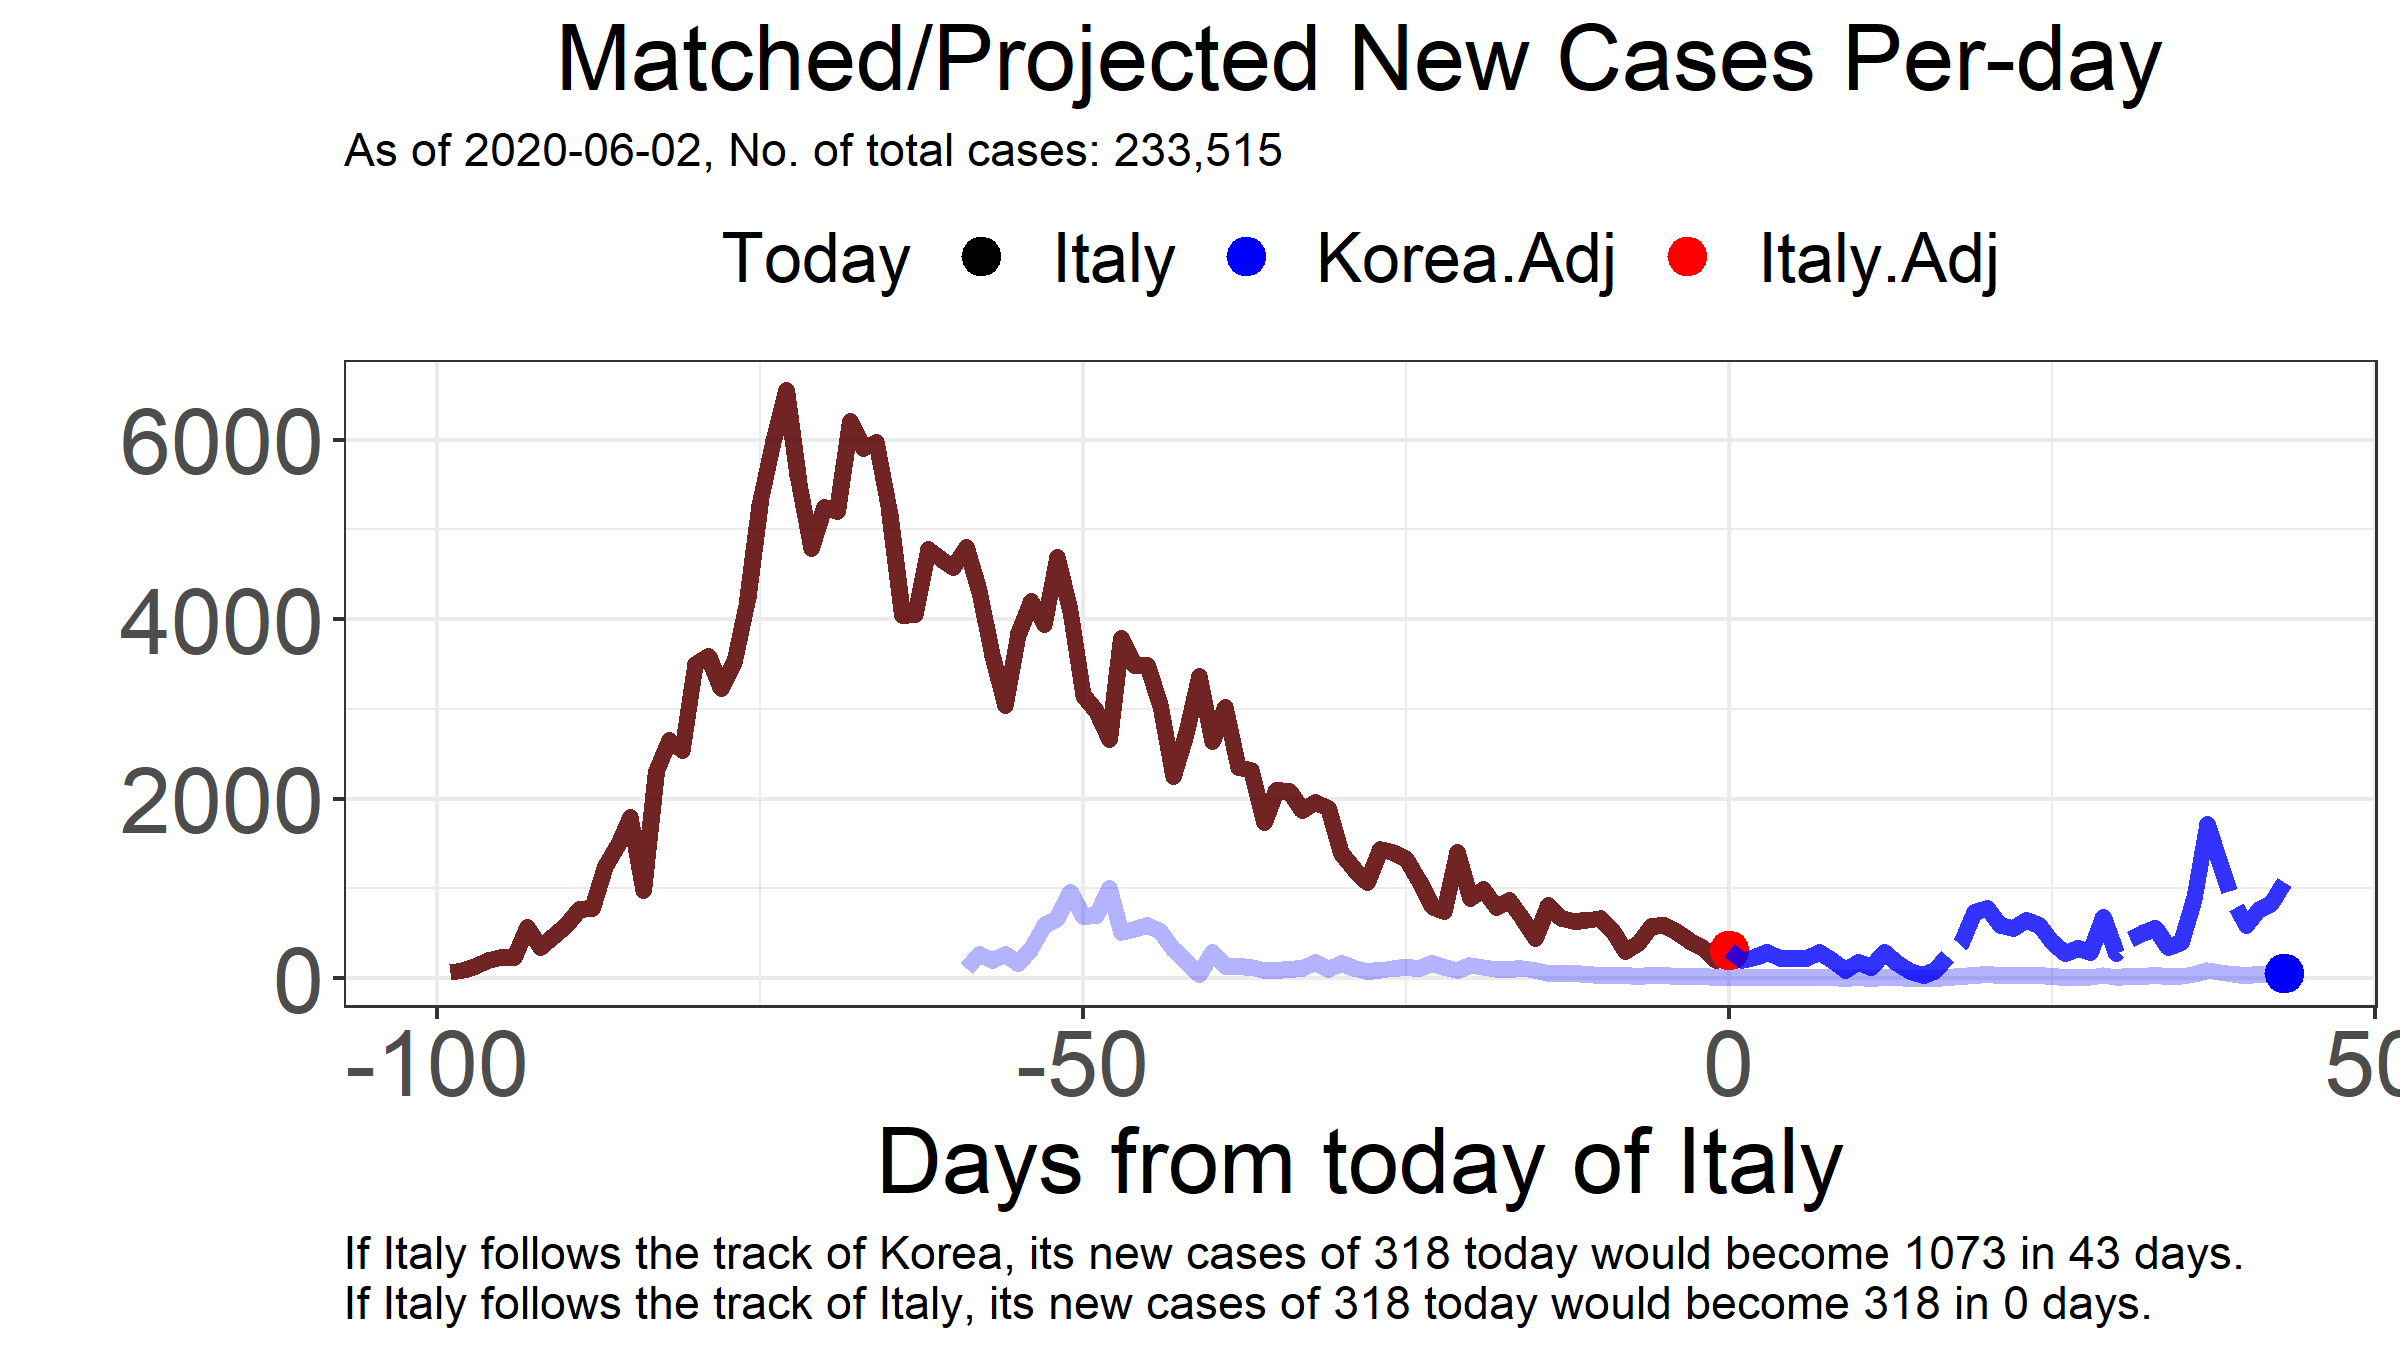 Matched/Projected New Cases Per-day
As of 2020-06-02, No. of total cases: 233,515
Today Italy Korea.Adj Italy.Adj
6000
4000
2000
0
-100 -50 0 50
Days from today of Italy
If Italy follows the track of Korea, its new cases of 318 today would become 1073 in 43 days.
If Italy follows the track of Italy, its new cases of 318 today would become 318 in 0 days.